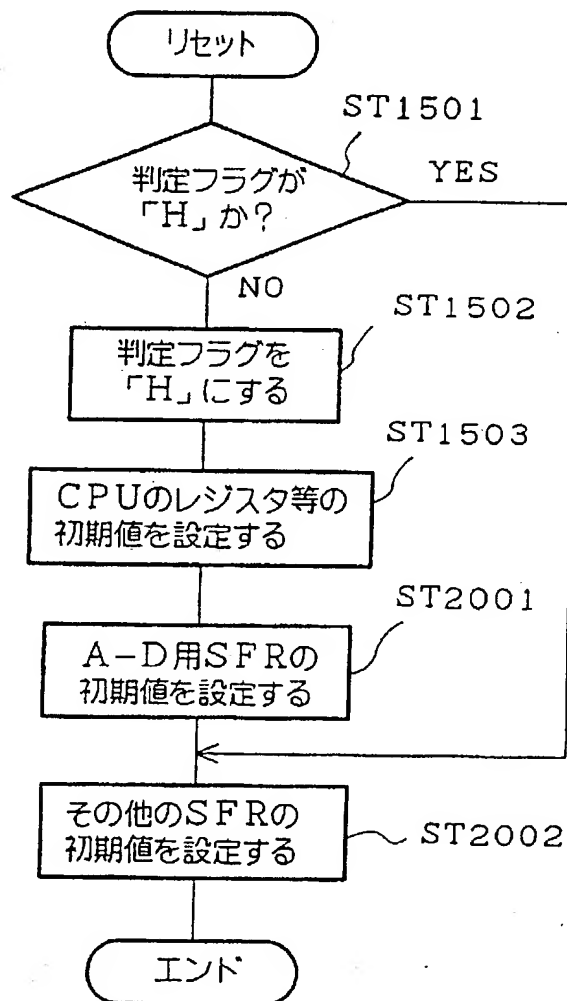 リセット
ST1501
判定フラグが
「H」か?
YES
NO
ST1502
判定フラグを
「H」にする
ST1503
CPUのレジスタ等の
初期値を設定する
ST2001
A-D用SFRの
初期値を設定する
その他のSFRの
初期値を設定する
ST2002
エンド